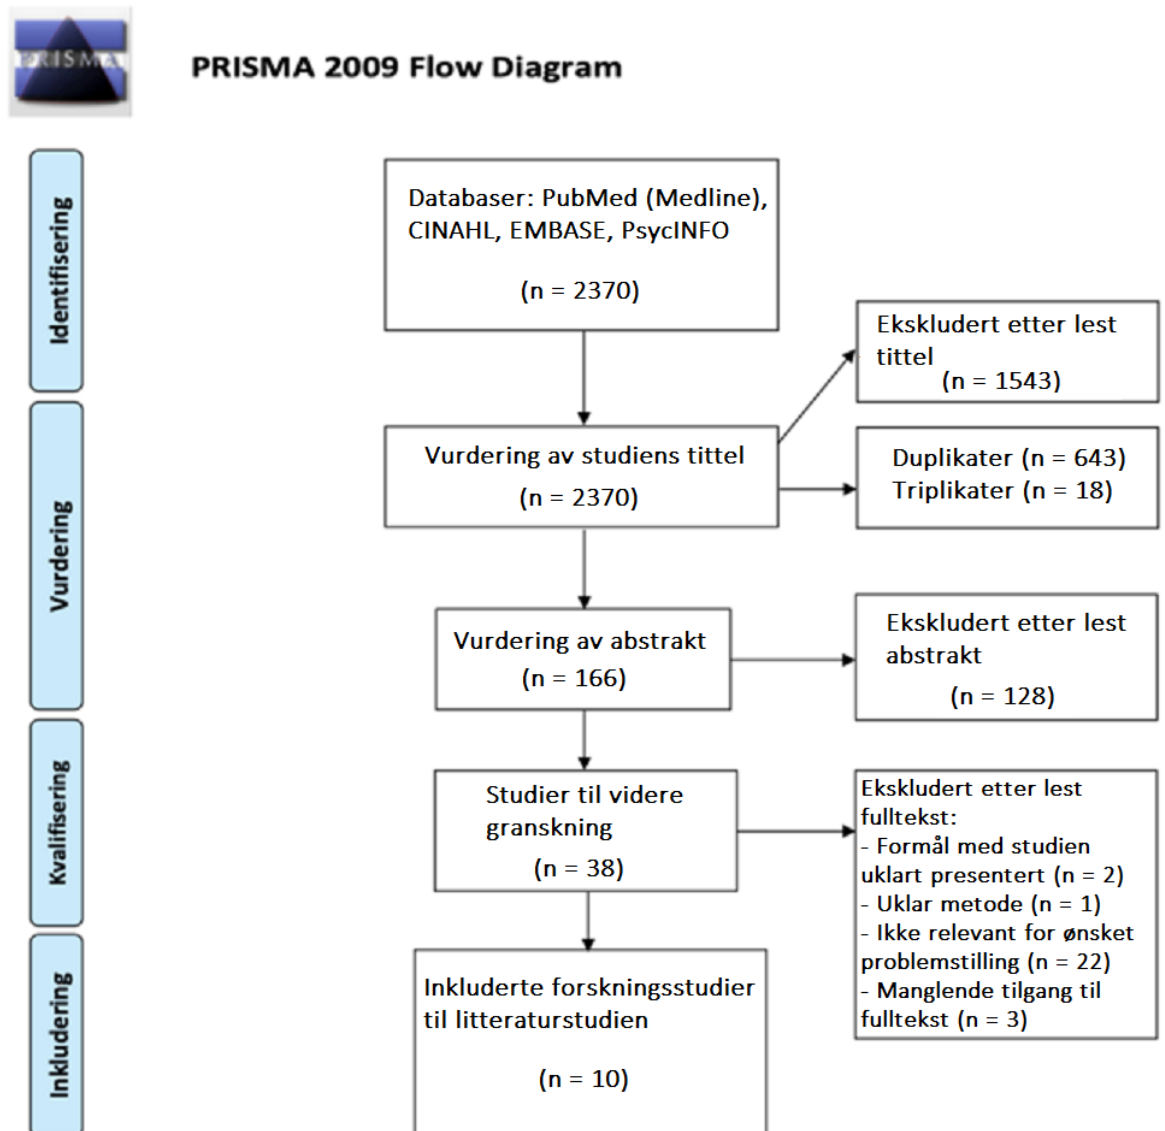 PRISMA
PRISMA 2009 Flow Diagram
Identifisering
Databaser: PubMed (Medline),
CINAHL, EMBASE, PsycINFO
(n = 2370)
Ekskludert etter lest
tittel
(n = 1543)
Vurdering
Vurdering av studiens tittel
(n = 2370)
Duplikater (n = 643)
Triplikater (n = 18)
Vurdering av abstrakt
(n = 166)
Ekskludert etter lest
abstrakt
(n = 128)
Kvalifisering
Studier til videre
granskning
(n = 38)
Ekskludert etter lest
fulltekst:
- Formål med studien
uklart presentert (n = 2)
- Uklar metode (n = 1)
- Ikke relevant for ønsket
problemstilling (n = 22)
- Manglende tilgang til
fulltekst (n = 3)
Inkludering
Inkluderte forskningsstudier
til litteraturstudien
(n = 10)